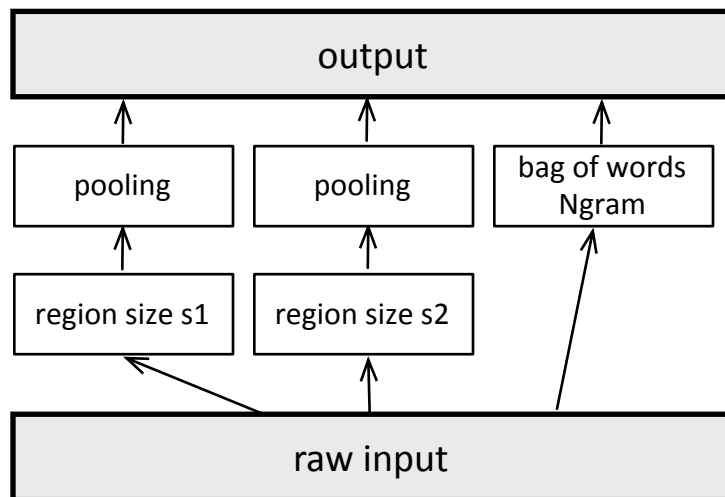 output
pooling
pooling
bag of words
Ngram
region size s1
region size s2
raw input